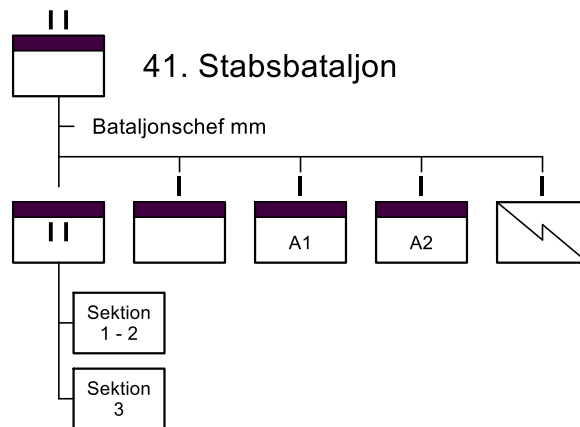 41. Stabsbataljon
Bataljonschef mm
A1
A2
Sektion
1 - 2
Sektion
3